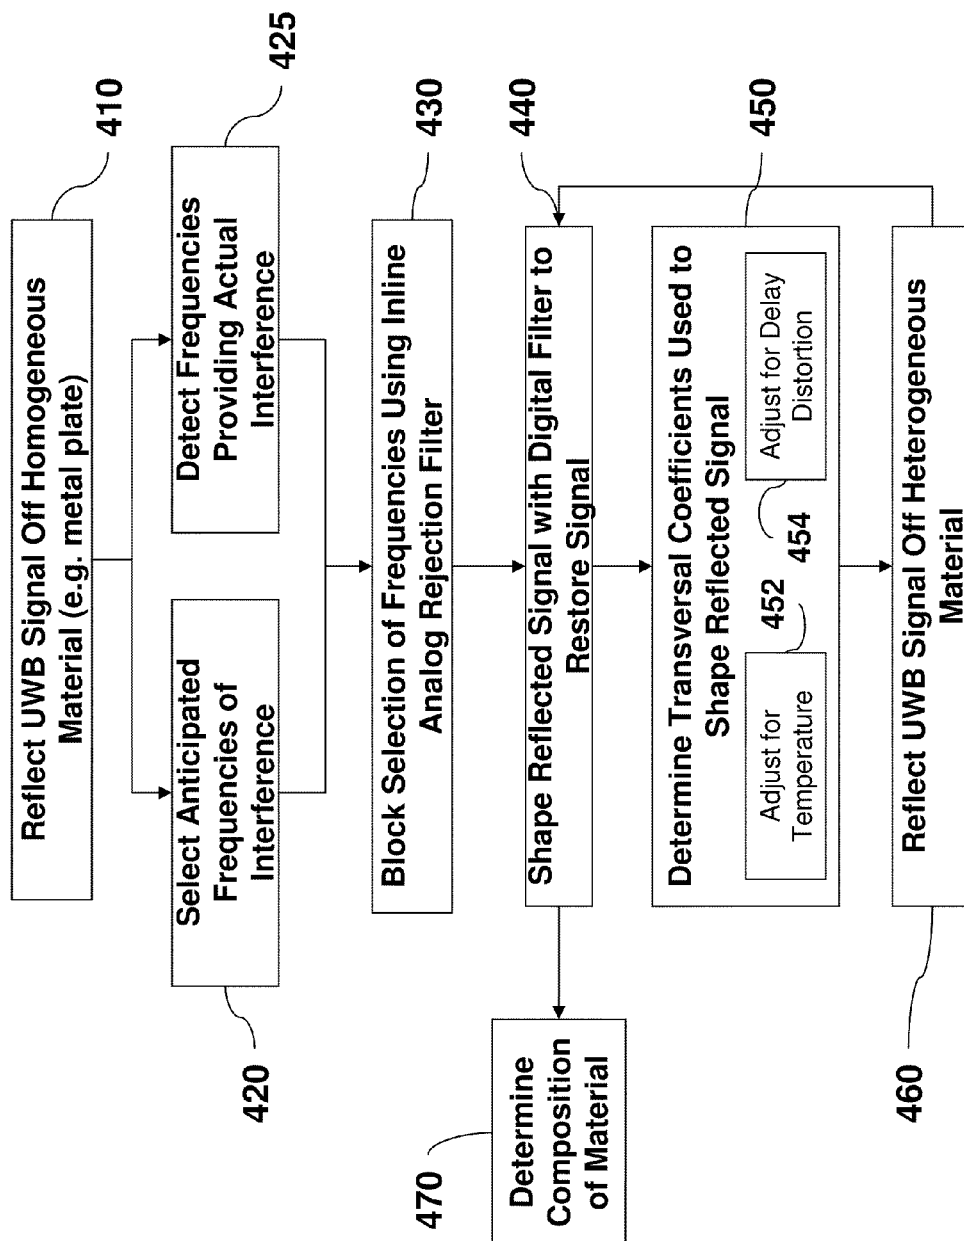 Reflect UWB Signal Off Homogeneous
Material (e.g. metal plate)
410
Select Anticipated
Frequencies of
Interference
420
Detect Frequencies
Providing Actual
Interference
425
Block Selection of Frequencies Using Inline
Analog Rejection Filter
430
Shape Reflected Signal with Digital Filter to
Restore Signal
440
Determine Transversal Coefficients Used to
Shape Reflected Signal
450
Adjust for
Temperature
452
Adjust for Delay
Distortion
454
Reflect UWB Signal Off Heterogeneous
Material
460
Determine
Composition
of Material
470